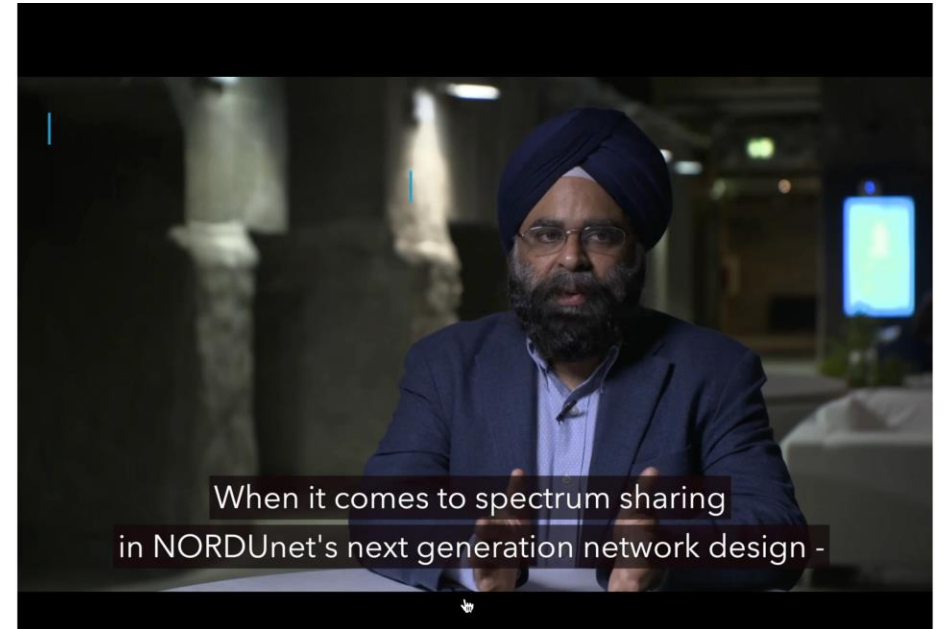 When it comes to spectrum sharing
in NORDUnet's next generation network design -